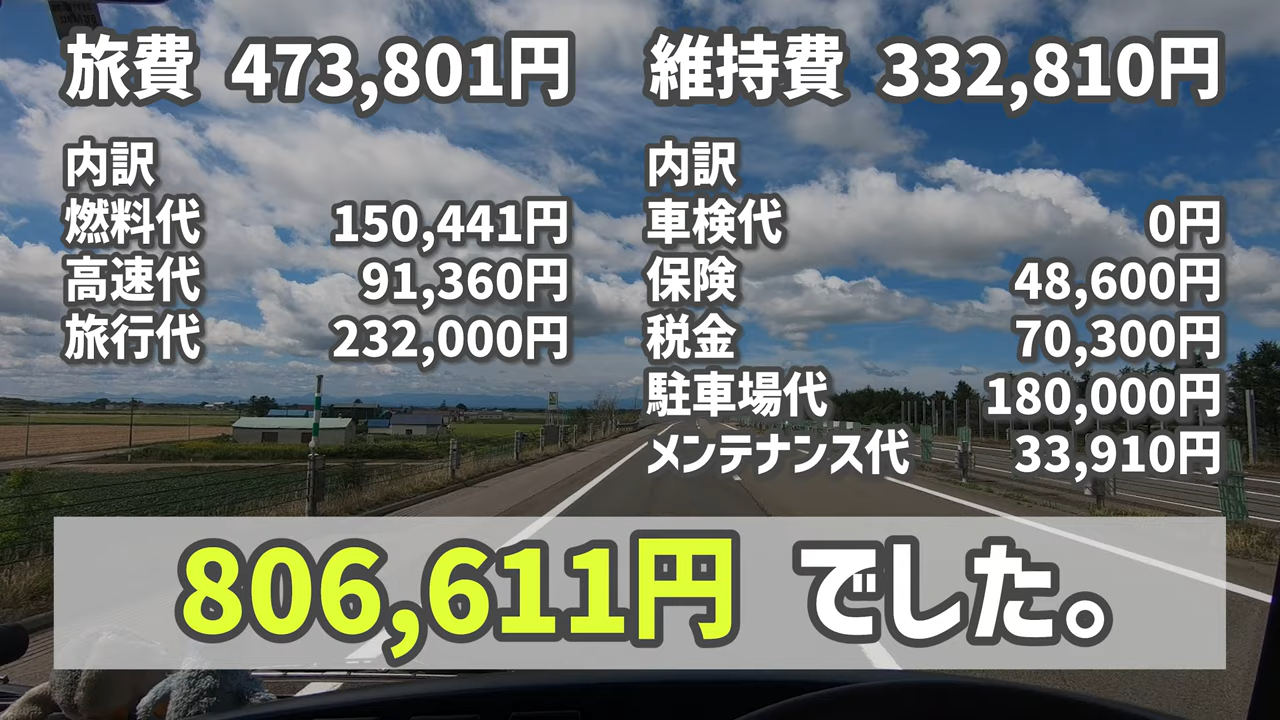 旅費 473,801円
内訳
燃料代 150,441円
高速代 91,360円
旅行代 232,000円
維持費 332,810円
内訳
車検代 0円
保険 48,600円
税金 70,300円
駐車場代 180,000円
メンテナンス代 33,910円
806,611円 でした。